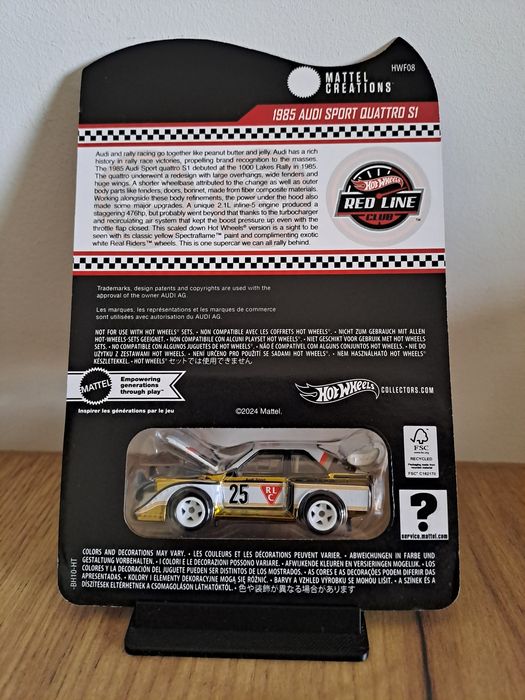 HWF08
MATTEL
CREATIONS™
1985 AUDI SPORT QUATTRO S1
Audi and rally racing go together like peanut butter and jelly. Audi has a rich
history in rally race victories, propelling brand recognition to the masses.
The 1985 Audi Sport quattro S1 debuted at the 1000 Lakes Rally in 1985.
The quattro underwent a redesign with large overhangs, wide fenders and
huge wings. A shorter wheelbase attributed to the change as well as outer
body parts like fenders, doors, bonnet, made from fiber composite materials.
Working alongside these body refinements, the power under the hood also
made some major upgrades. A unique 2.1L inline-5 engine produced a
staggering 476hp, but probably went beyond that thanks to the turbocharger
and recirculating air system that kept the boost pressure up even with the
throttle flap closed. This scaled down Hot Wheels® version is a sight to be
seen with its classic yellow Spectraflame™ paint and complimenting exotic
white Real Riders™ wheels. This is one supercar we can all rally behind.
Hot Wheels
RED LINE
CLUB™
Trademarks, design patents and copyrights are used with the
approval of the owner AUDI AG.
Les marques, les représentations et les marques de commerce
sont utilisées avec autorisation du AUDI AG.
NOT FOR USE WITH HOT WHEELS® SETS. • NON COMPATIBLE AVEC LES COFFRETS HOT WHEELS®. • NICHT ZUM GEBRAUCH MIT ALLEN
HOT-WHEELS-SETS GEEIGNET. • NON COMPATIBILE CON ALCUNI PLAYSET HOT WHEELS®. • NIET GESCHIKT VOOR GEBRUIK MET HOT WHEELS
SETS. • NO COMPATIBLE CON ALGUNOS JUGUETES DE HOT WHEELS®. • NÃO É COMPATÍVEL COM ALGUNS CONJUNTOS HOT WHEELS®. • NIE DO
UŻYTKU Z ZESTAWAMI HOT WHEELS®. • NENÍ URČENO PRO POUŽITÍ SE SADAMI HOT WHEELS®. • NEM HASZNÁLHATÓ HOT WHEELS®
KÉSZLETEKKEL. • HOT WHEELS® セットでは使用できません。
MATTEL
Empowering
generations
through play™
Inspirer les générations par le jeu
Hot Wheels COLLECTORS.COM
©2024 Mattel.
FSC
www.fsc.org
RECYCLED
Packaging made from
recycled material
FSC® C162178
25
RL
C
?
service.mattel.com
-BH10-HT
COLORS AND DECORATIONS MAY VARY. • LES COULEURS ET LES DÉCORATIONS PEUVENT VARIER. • ABWEICHUNGEN IN FARBE UND
GESTALTUNG VORBEHALTEN. • I COLORI E LE DECORAZIONI POSSONO VARIARE. • AFWIJKENDE KLEUREN EN VERSIERINGEN MOGELIJK. • LOS
COLORES Y LA DECORACIÓN DEL JUGUETE PUEDEN SER DISTINTOS DE LOS MOSTRADOS. • AS CORES E AS DECORAÇÕES PODEM DIFERIR DAS
APRESENTADAS. • KOLORY I ELEMENTY DEKORACYJNE MOGĄ SIĘ RÓŻNIĆ. • BARVY A VZHLED VÝROBKU SE MOHOU LIŠIT. • A SZÍNEK ÉS A
DÍSZÍTÉSEK ELTÉRHETNEK A CSOMAGOLÁSON LÁTHATÓKTÓL. • 色や装飾が異なる場合があります